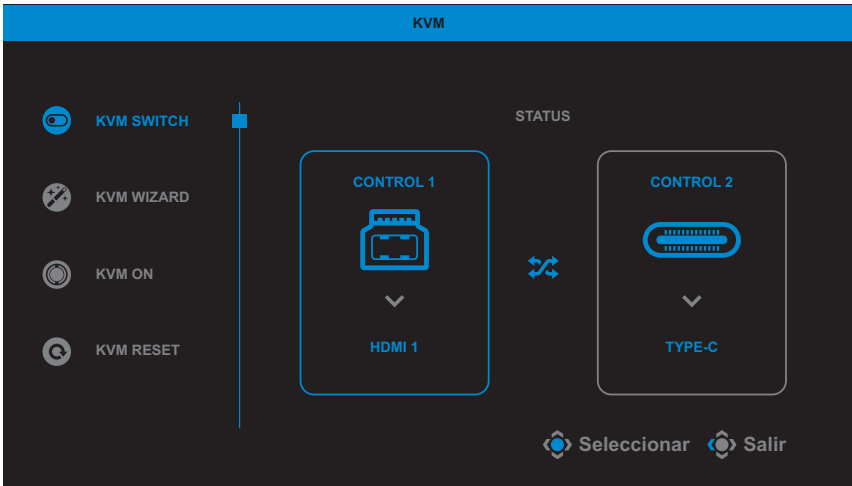 KVM
KVM SWITCH
KVM WIZARD
KVM ON
KVM RESET
STATUS
CONTROL 1
HDMI 1
CONTROL 2
TYPE-C
Seleccionar
Salir